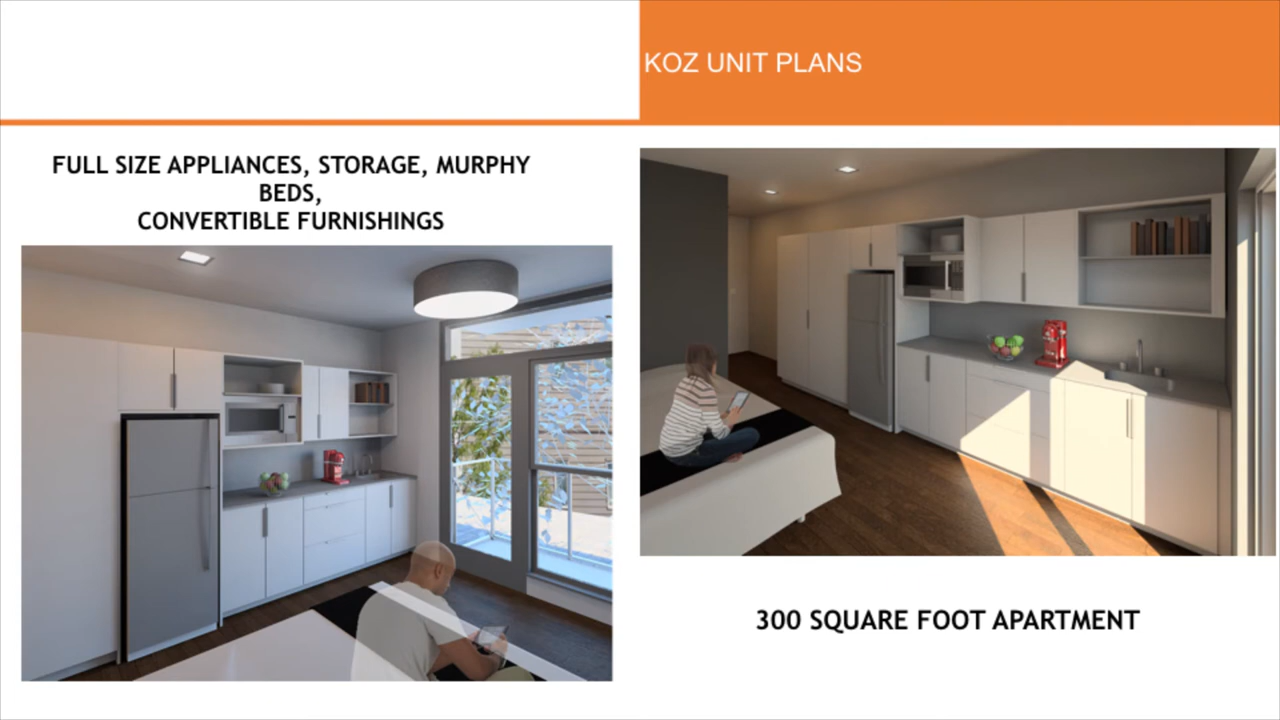 KOZ UNIT PLANS
FULL SIZE APPLIANCES, STORAGE, MURPHY
BEDS,
CONVERTIBLE FURNISHINGS
300 SQUARE FOOT APARTMENT